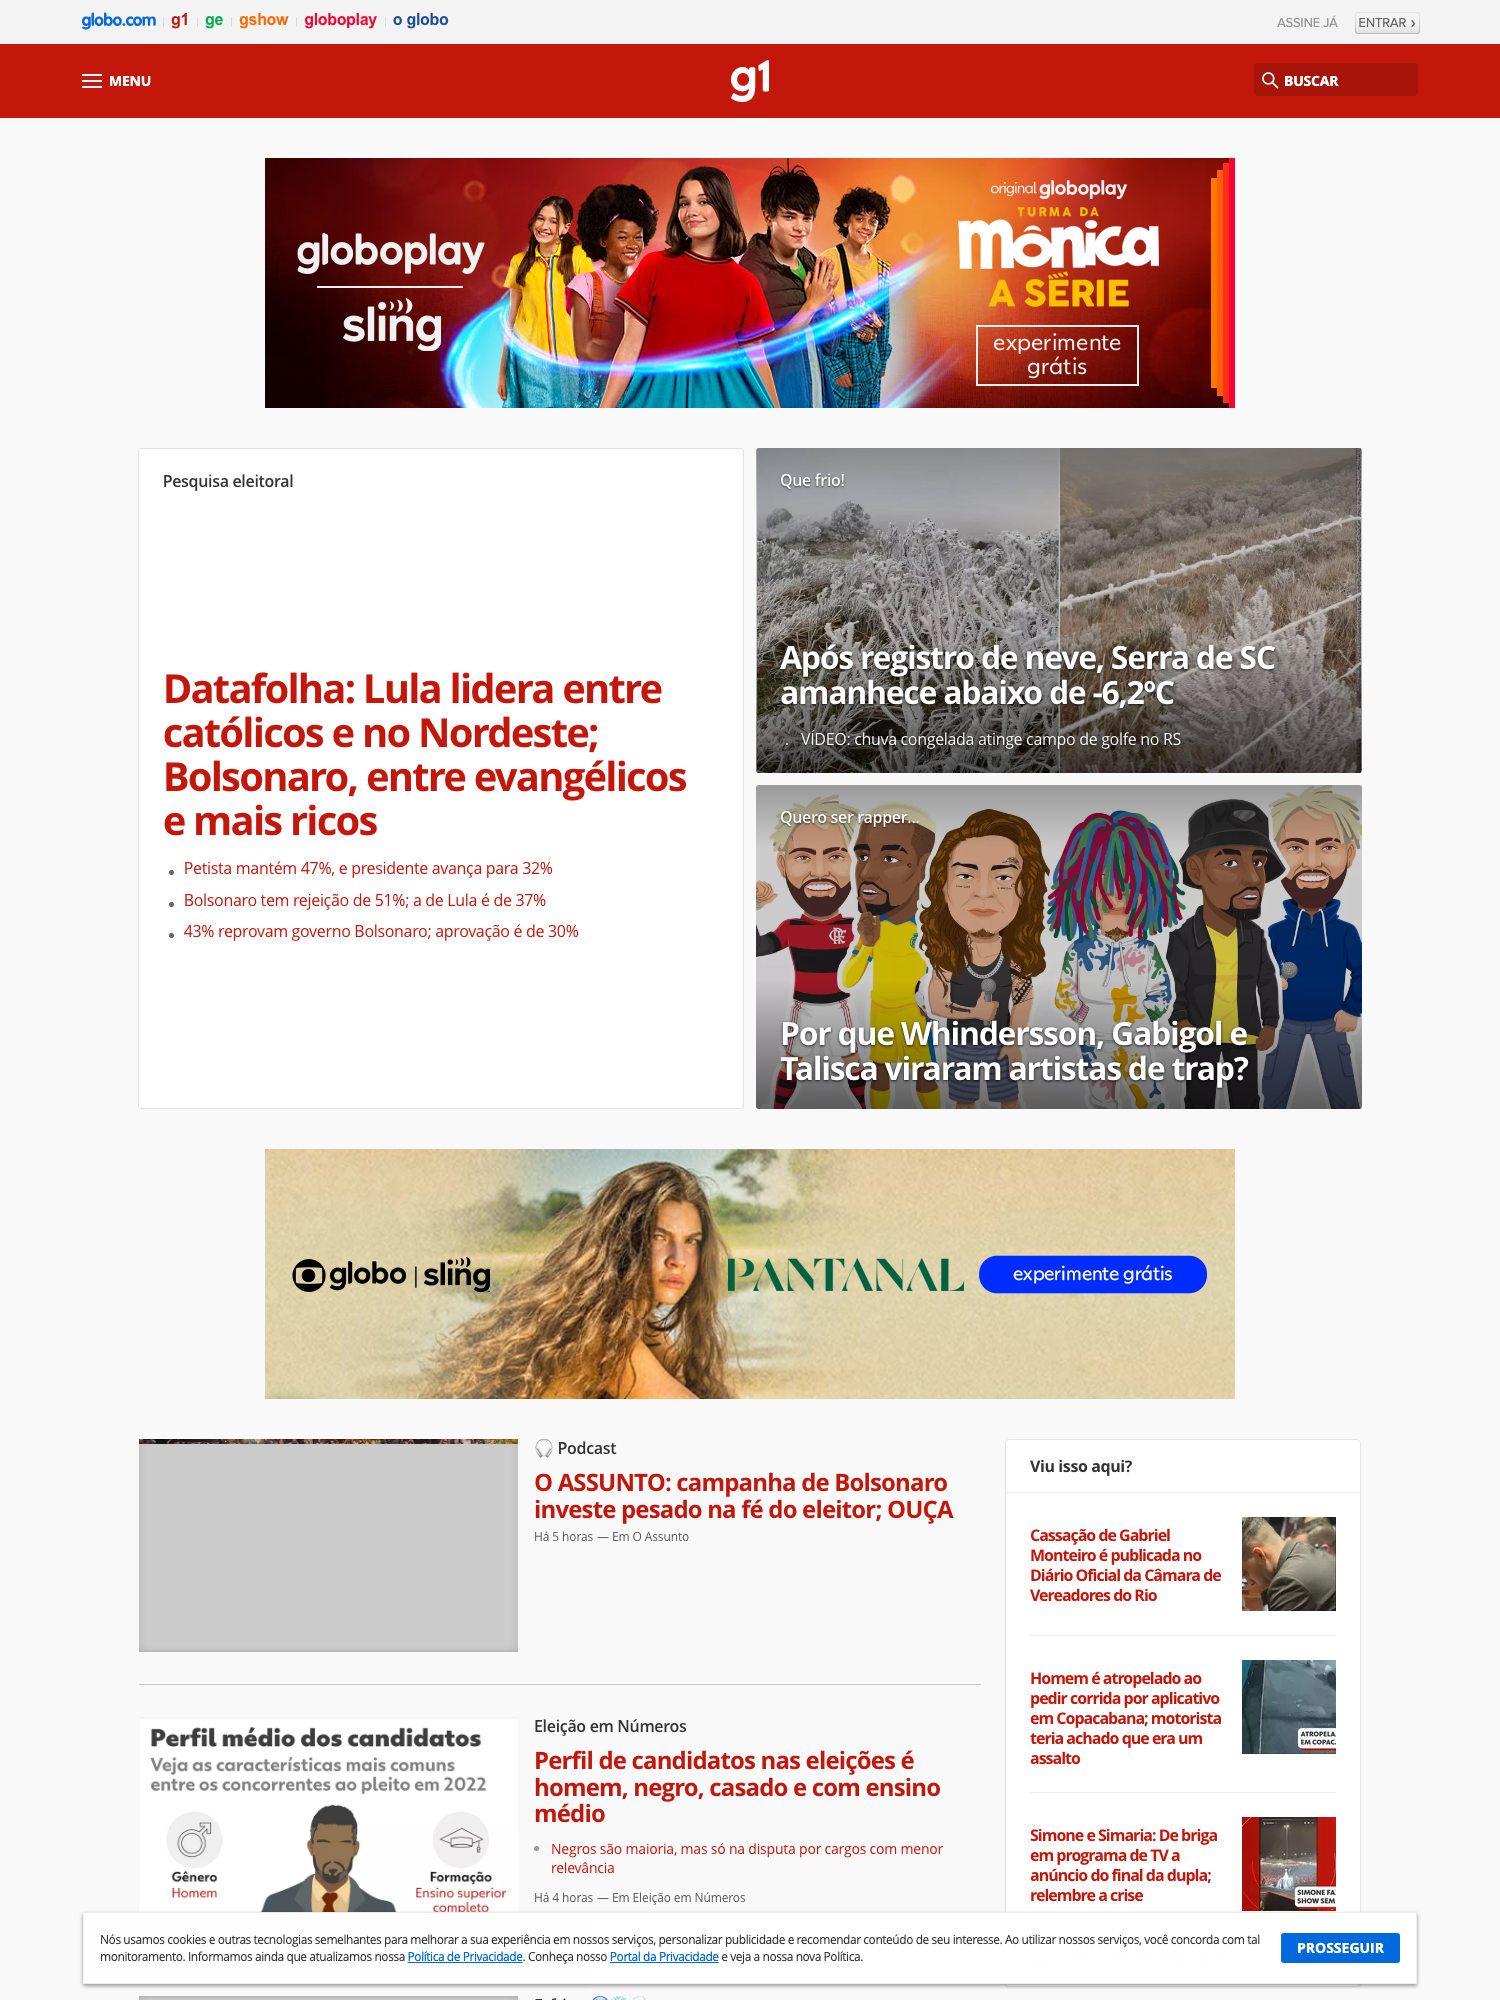 globo.com g1 ge gshow globoplay o globo
ASSINE JÁ ENTRAR ›
MENU
g1
BUSCAR
globoplay
sling
original globoplay
TURMA DA
mônica
A SÉRIE
experimente
grátis
Pesquisa eleitoral
Datafolha: Lula lidera entre
católicos e no Nordeste;
Bolsonaro, entre evangélicos
e mais ricos
Petista mantém 47%, e presidente avança para 32%
Bolsonaro tem rejeição de 51%; a de Lula é de 37%
43% reprovam governo Bolsonaro; aprovação é de 30%
Que frio!
Após registro de neve, Serra de SC
amanhece abaixo de -6,2ºC
VÍDEO: chuva congelada atinge campo de golfe no RS
Quero ser rapper...
Por que Whindersson, Gabigol e
Talisca viraram artistas de trap?
globo | sling
PANTANAL
experimente grátis
Podcast
O ASSUNTO: campanha de Bolsonaro
investe pesado na fé do eleitor; OUÇA
Há 5 horas — Em O Assunto
Perfil médio dos candidatos
Veja as características mais comuns
entre os concorrentes ao pleito em 2022
Gênero
Homem
Formação
Ensino superior
completo
Eleição em Números
Perfil de candidatos nas eleições é
homem, negro, casado e com ensino
médio
Negros são maioria, mas só na disputa por cargos com menor
relevância
Há 4 horas — Em Eleição em Números
Viu isso aqui?
Cassação de Gabriel
Monteiro é publicada no
Diário Oficial da Câmara de
Vereadores do Rio
Homem é atropelado ao
pedir corrida por aplicativo
em Copacabana; motorista
teria achado que era um
assalto
ATROPELA
EM COPAC
Simone e Simaria: De briga
em programa de TV a
anúncio do final da dupla;
relembre a crise
SIMONE FA
SHOW SEM
Nós usamos cookies e outras tecnologias semelhantes para melhorar a sua experiência em nossos serviços, personalizar publicidade e recomendar conteúdo de seu interesse. Ao utilizar nossos serviços, você concorda com tal
monitoramento. Informamos ainda que atualizamos nossa Política de Privacidade. Conheça nosso Portal da Privacidade e veja a nossa nova Política.
PROSSEGUIR